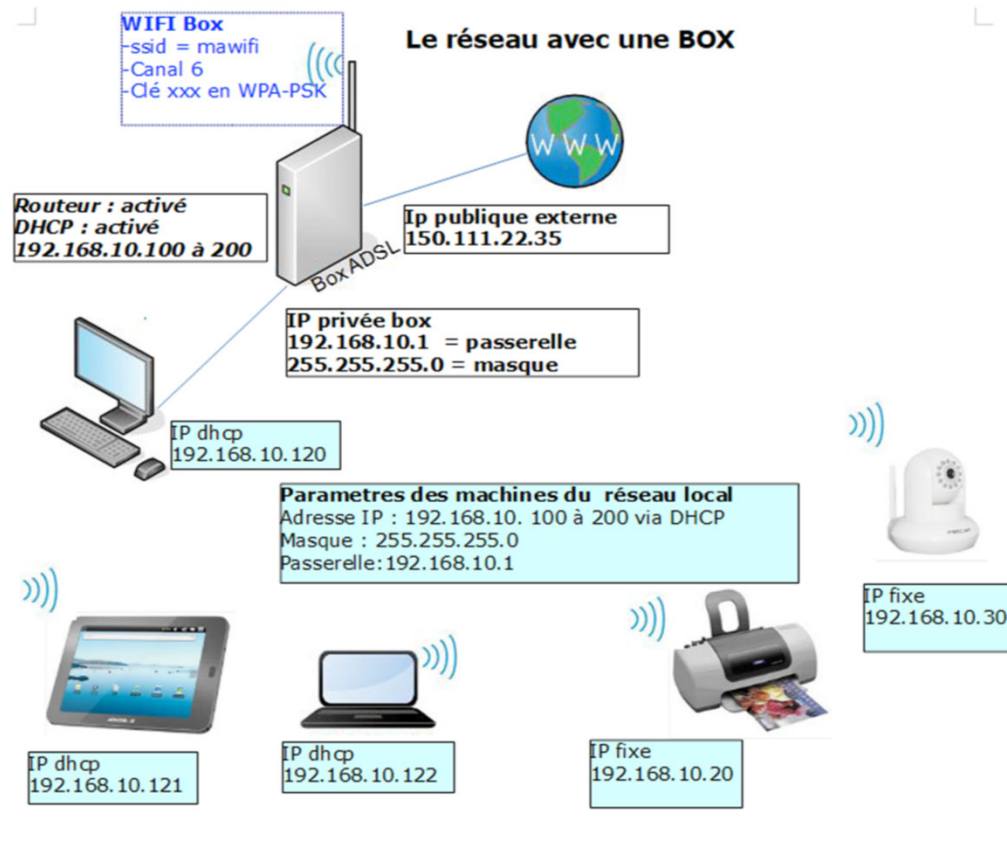 WIFI Box
-ssid = mawifi
-Canal 6
-Clé xxx en WPA-PSK
Le réseau avec une BOX
WWW
Routeur : activé
DHCP : activé
192.168.10.100 à 200
Ip publique externe
150.111.22.35
Box ADSL
IP privée box
192.168.10.1 = passerelle
255.255.255.0 = masque
IP dhcp
192.168.10.120
Parametres des machines du réseau local
Adresse IP : 192.168.10. 100 à 200 via DHCP
Masque : 255.255.255.0
Passerelle:192.168.10.1
IP fixe
192.168.10.30
IP dhcp
192.168.10.121
IP dhcp
192.168.10.122
IP fixe
192.168.10.20